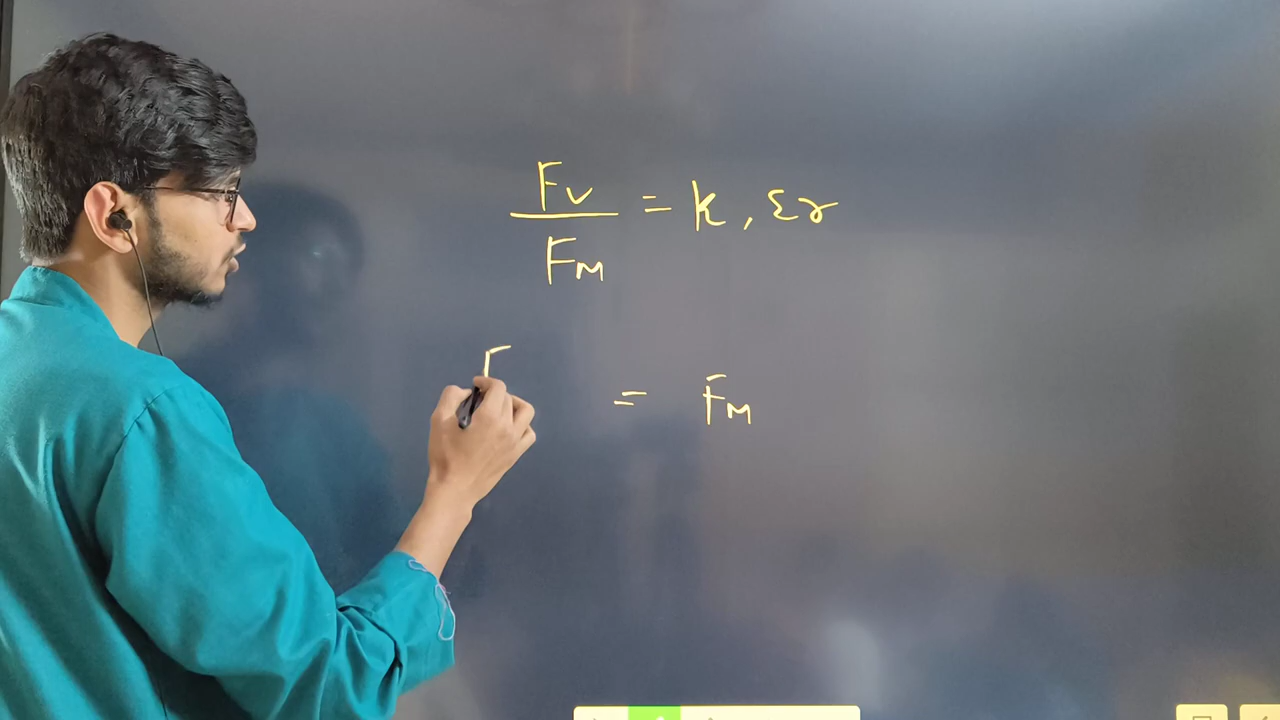 Fv
—— = k, εr
FM
F = FM